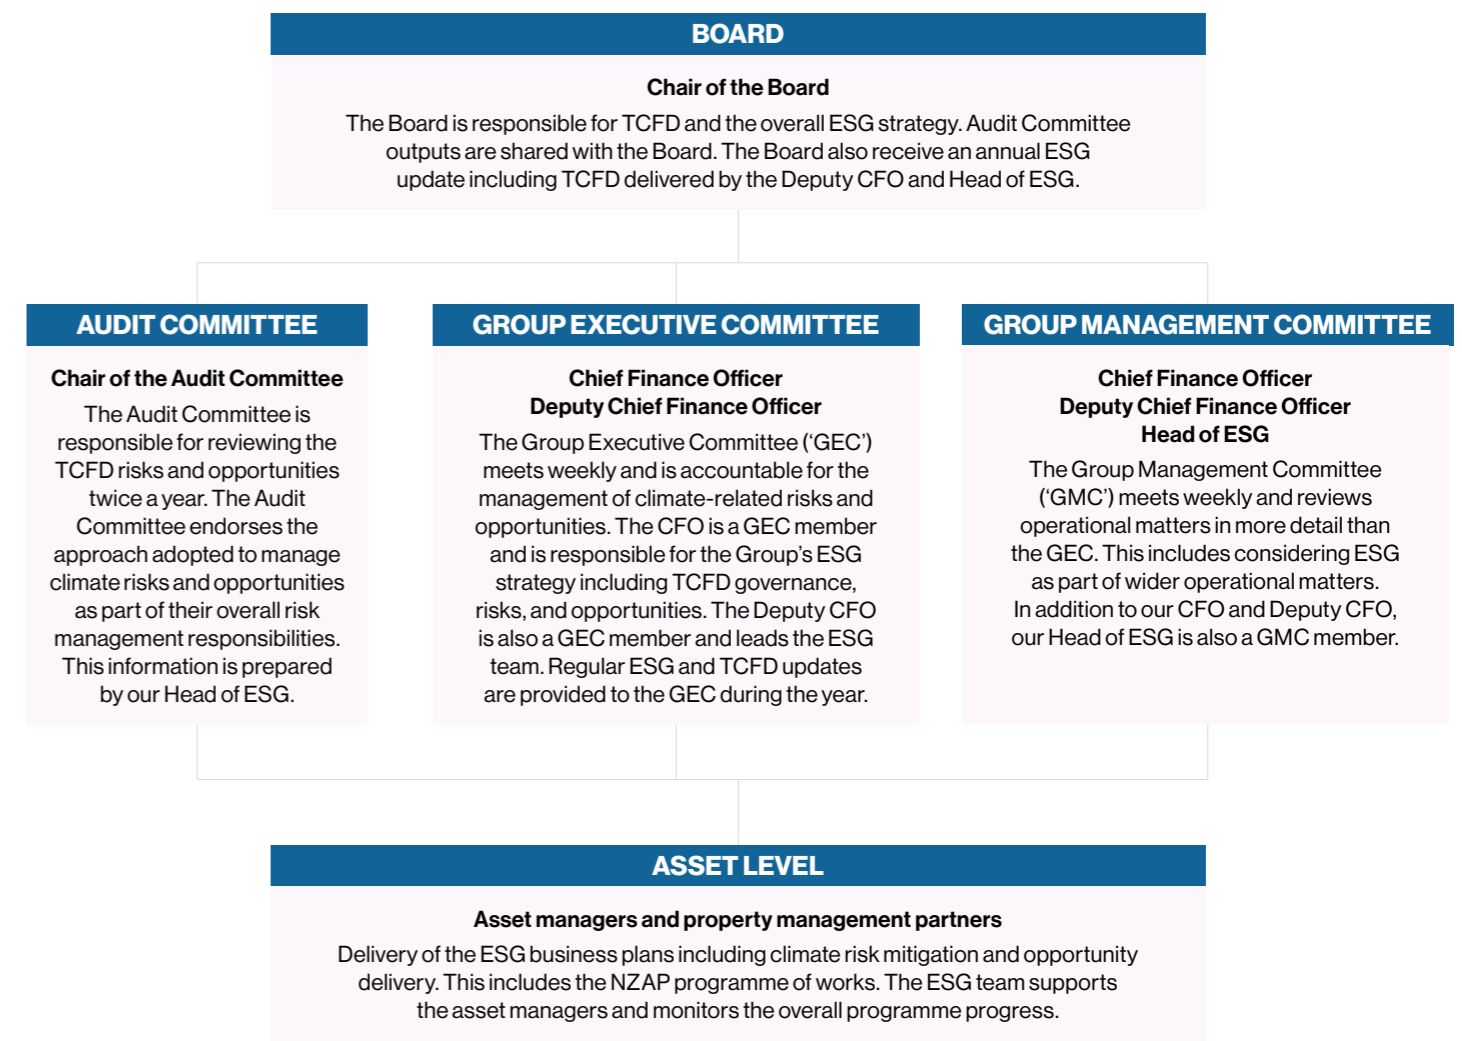 BOARD
Chair of the Board
The Board is responsible for TCFD and the overall ESG strategy. Audit Committee
outputs are shared with the Board. The Board also receive an annual ESG
update including TCFD delivered by the Deputy CFO and Head of ESG.
AUDIT COMMITTEE
Chair of the Audit Committee
The Audit Committee is
responsible for reviewing the
TCFD risks and opportunities
twice a year. The Audit
Committee endorses the
approach adopted to manage
climate risks and opportunities
as part of their overall risk
management responsibilities.
This information is prepared
by our Head of ESG.
GROUP EXECUTIVE COMMITTEE
Chief Finance Officer
Deputy Chief Finance Officer
The Group Executive Committee (‘GEC’)
meets weekly and is accountable for the
management of climate-related risks and
opportunities. The CFO is a GEC member
and is responsible for the Group’s ESG
strategy including TCFD governance,
risks, and opportunities. The Deputy CFO
is also a GEC member and leads the ESG
team. Regular ESG and TCFD updates
are provided to the GEC during the year.
GROUP MANAGEMENT COMMITTEE
Chief Finance Officer
Deputy Chief Finance Officer
Head of ESG
The Group Management Committee
(‘GMC’) meets weekly and reviews
operational matters in more detail than
the GEC. This includes considering ESG
as part of wider operational matters.
In addition to our CFO and Deputy CFO,
our Head of ESG is also a GMC member.
ASSET LEVEL
Asset managers and property management partners
Delivery of the ESG business plans including climate risk mitigation and opportunity
delivery. This includes the NZAP programme of works. The ESG team supports
the asset managers and monitors the overall programme progress.